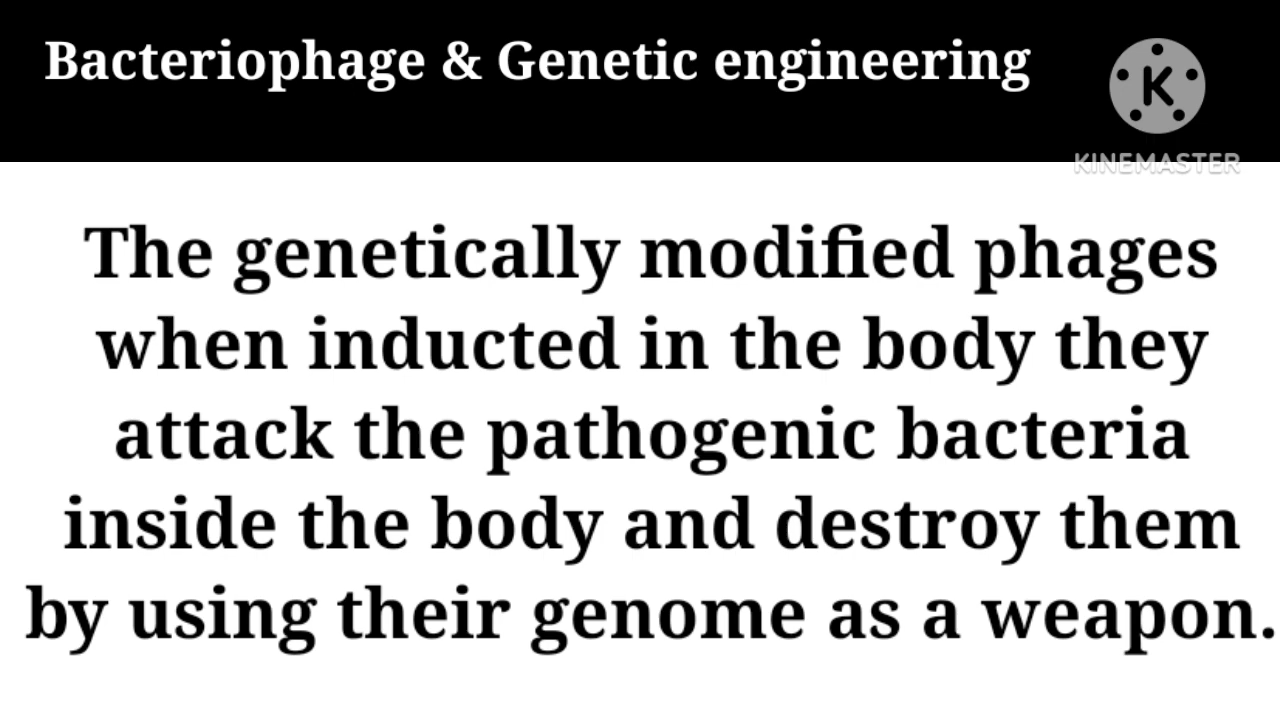 Bacteriophage & Genetic engineering
K
KINEMASTER
The genetically modified phages
when inducted in the body they
attack the pathogenic bacteria
inside the body and destroy them
by using their genome as a weapon.